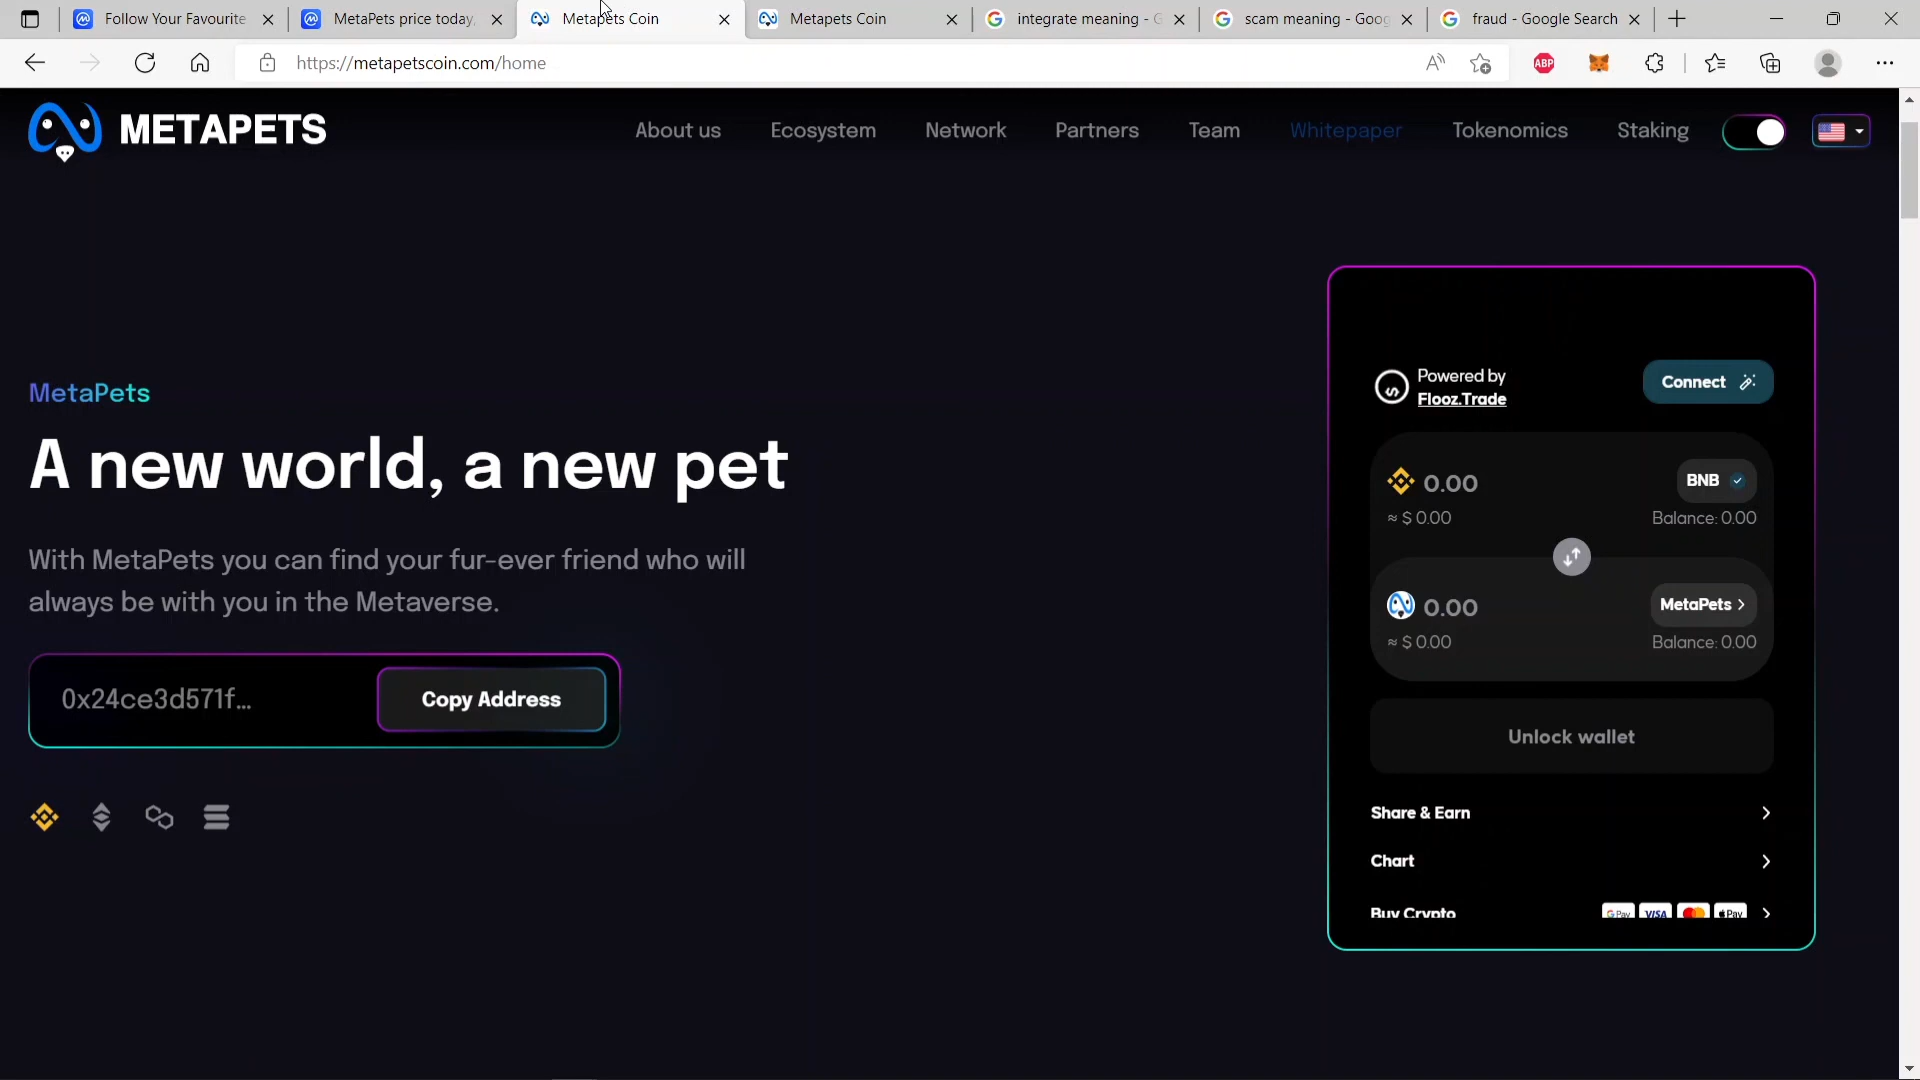 Follow Your Favourite
MetaPets price today,
Metapets Coin
Metapets Coin
integrate meaning - G
scam meaning - Goog
fraud - Google Search
https://metapetscoin.com/home
ABP
METAPETS
About us
Ecosystem
Network
Partners
Team
Whitepaper
Tokenomics
Staking
MetaPets
A new world, a new pet
With MetaPets you can find your fur-ever friend who will
always be with you in the Metaverse.
0x24ce3d571f...
Copy Address
Powered by
Flooz.Trade
Connect
0.00
BNB
≈ $ 0.00
Balance: 0.00
0.00
MetaPets
≈ $ 0.00
Balance: 0.00
Unlock wallet
Share & Earn
Chart
Buy Crypto
G Pay
VISA
Pay